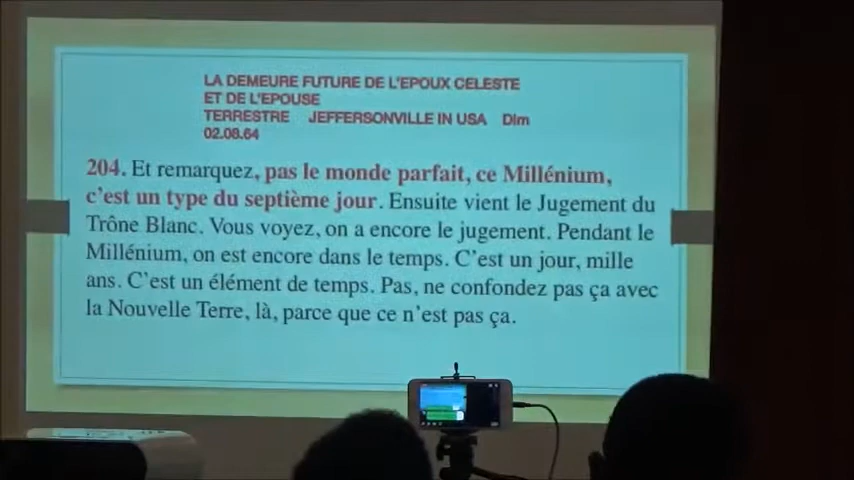 LA DEMEURE FUTURE DE L'EPOUX CELESTE
ET DE L'EPOUSE
TERRESTRE JEFFERSONVILLE IN USA Dim
02.08.64
204. Et remarquez, pas le monde parfait, ce Millénium,
c'est un type du septième jour. Ensuite vient le Jugement du
Trône Blanc. Vous voyez, on a encore le jugement. Pendant le
Millénium, on est encore dans le temps. C'est un jour, mille
ans. C'est un élément de temps. Pas, ne confondez pas ça avec
la Nouvelle Terre, là, parce que ce n'est pas ça.